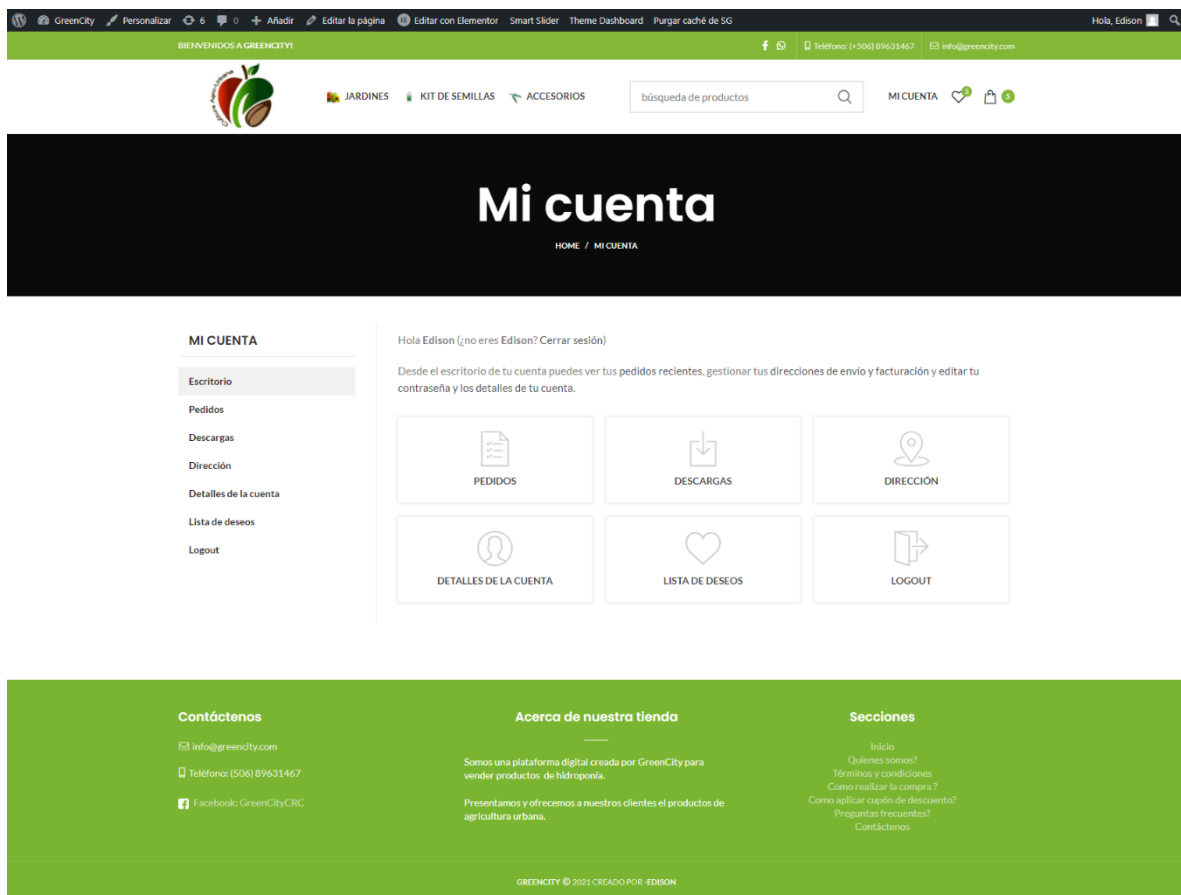 GreenCity Personalizar 6 0 Añadir Editar la página Editar con Elementor Smart Slider Theme Dashboard Purgar caché de SG Hola, Edison
BIENVENIDOS A GREENCITY! Teléfono: (+506) 89631467 info@greencity.com
JARDINES KIT DE SEMILLAS ACCESORIOS búsqueda de productos MI CUENTA 3 5
Mi cuenta
HOME / MI CUENTA
MI CUENTA
Escritorio
Pedidos
Descargas
Dirección
Detalles de la cuenta
Lista de deseos
Logout
Hola Edison (¿no eres Edison? Cerrar sesión)
Desde el escritorio de tu cuenta puedes ver tus pedidos recientes, gestionar tus direcciones de envío y facturación y editar tu
contraseña y los detalles de tu cuenta.
PEDIDOS DESCARGAS DIRECCIÓN
DETALLES DE LA CUENTA LISTA DE DESEOS LOGOUT
Contáctenos
info@greencity.com
Teléfono: (506) 89631467
Facebook: GreenCityCRC
Acerca de nuestra tienda
Somos una plataforma digital creada por GreenCity para
vender productos de hidroponía.
Presentamos y ofrecemos a nuestros clientes el productos de
agricultura urbana.
Secciones
Inicio
Quienes somos?
Términos y condiciones
Como realizar la compra ?
Como aplicar cupón de descuento?
Preguntas frecuentes?
Contáctenos
GREENCITY © 2021 CREADO POR -EDISON